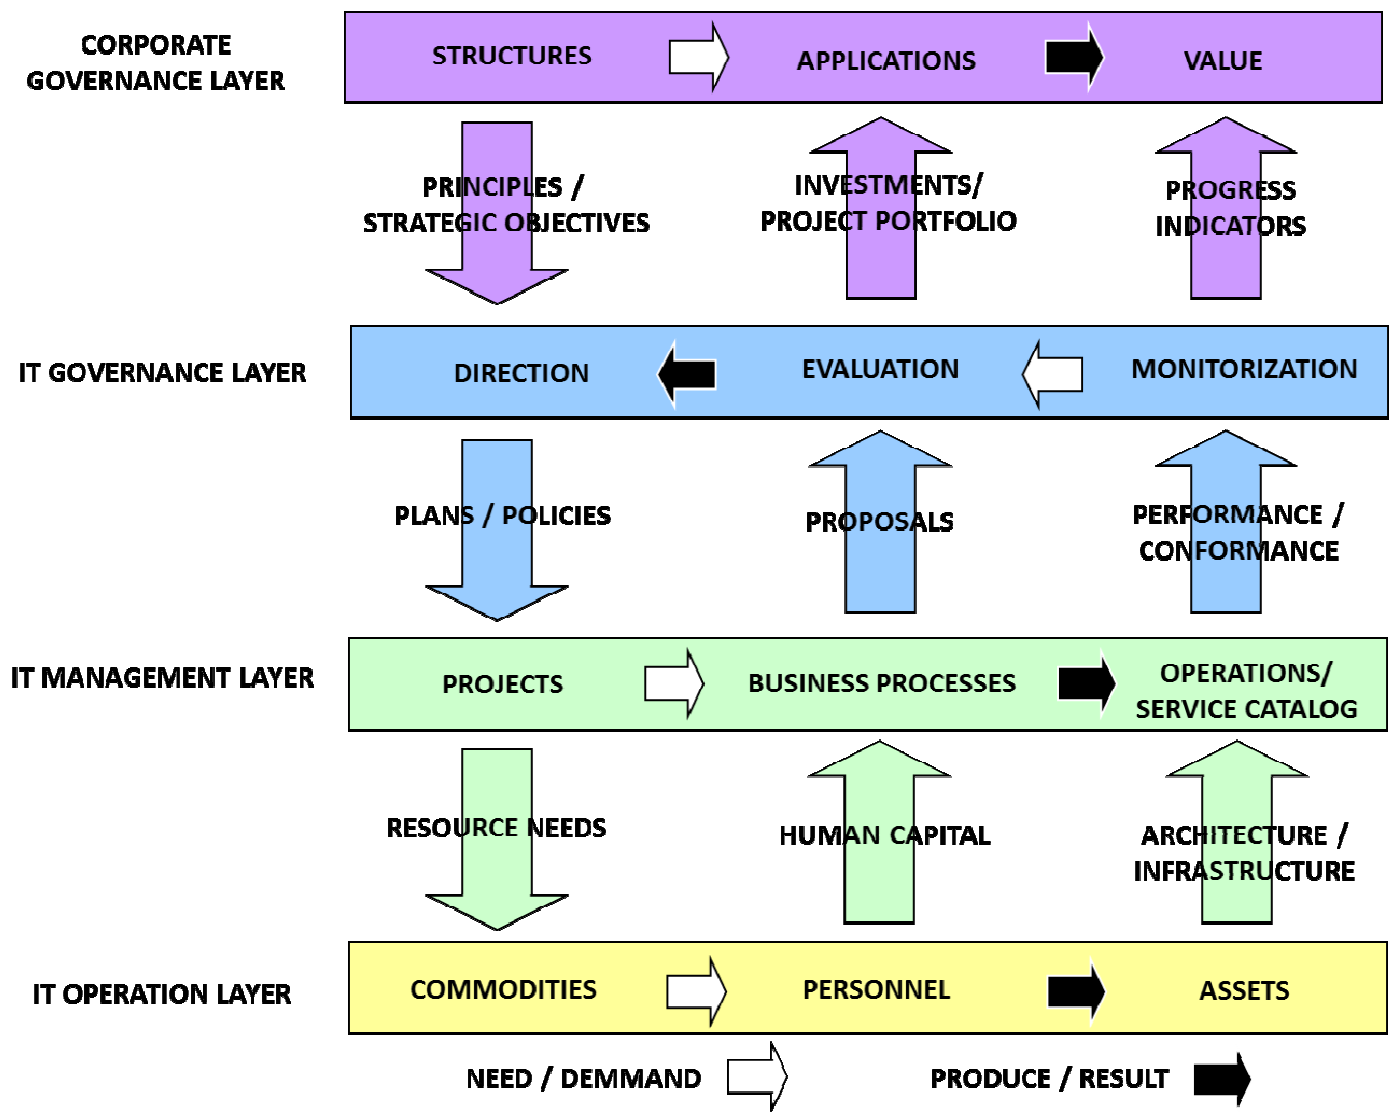 CORPORATE
GOVERNANCE LAYER
STRUCTURES
APPLICATIONS
VALUE
PRINCIPLES /
STRATEGIC OBJECTIVES
INVESTMENTS/
PROJECT PORTFOLIO
PROGRESS
INDICATORS
IT GOVERNANCE LAYER
DIRECTION
EVALUATION
MONITORIZATION
PLANS / POLICIES
PROPOSALS
PERFORMANCE /
CONFORMANCE
IT MANAGEMENT LAYER
PROJECTS
BUSINESS PROCESSES
OPERATIONS/
SERVICE CATALOG
RESOURCE NEEDS
HUMAN CAPITAL
ARCHITECTURE /
INFRASTRUCTURE
IT OPERATION LAYER
COMMODITIES
PERSONNEL
ASSETS
NEED / DEMMAND
PRODUCE / RESULT